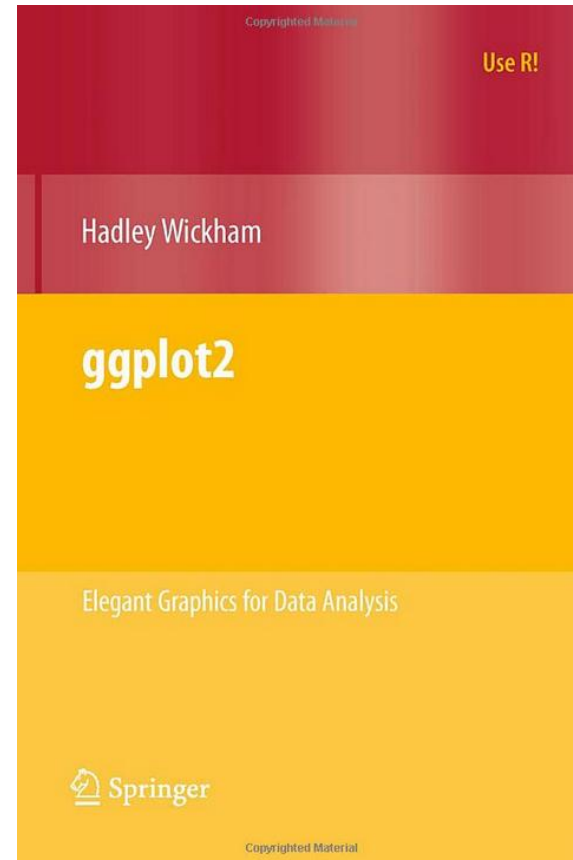 Copyrighted Material
Use R!
Hadley Wickham
ggplot2
Elegant Graphics for Data Analysis
Springer
Copyrighted Material